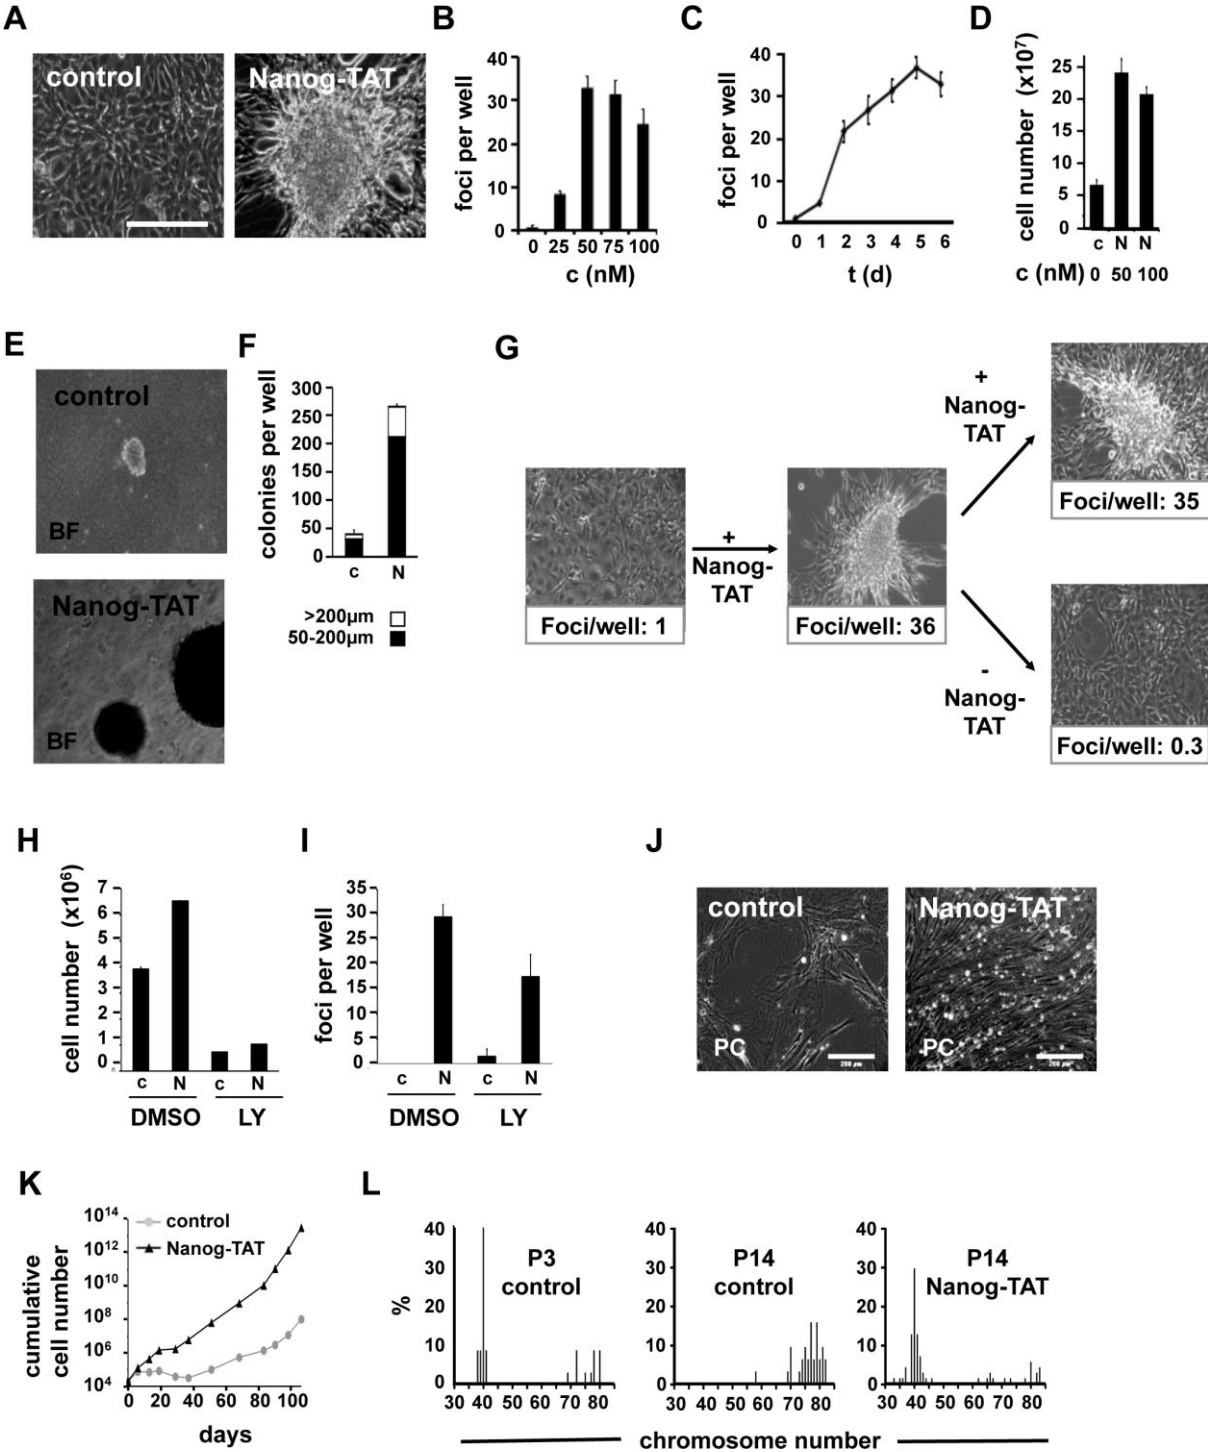 A
control
Nanog-TAT
B
foci per well
40
30
20
10
0
0 25 50 75 100
c (nM)
C
foci per well
40
30
20
10
0
0 1 2 3 4 5 6
t (d)
D
cell number (x10⁷)
25
20
15
10
5
0
c N N
c (nM) 0 50 100
E
control
BF
Nanog-TAT
BF
F
colonies per well
300
250
200
150
100
50
0
c N
>200µm
50-200µm
G
Foci/well: 1
+
Nanog-
TAT
Foci/well: 36
+
Nanog-
TAT
Foci/well: 35
-
Nanog-
TAT
Foci/well: 0.3
H
cell number (x10⁶)
7
6
5
4
3
2
1
0
c N c N
DMSO LY
I
foci per well
35
30
25
20
15
10
5
0
c N c N
DMSO LY
J
control
PC
200 µm
Nanog-TAT
PC
200 µm
K
cumulative
cell number
10¹⁴
10¹²
10¹⁰
10⁸
10⁶
10⁴
control
Nanog-TAT
0 20 40 60 80 100
days
L
%
40
30
20
10
0
P3
control
30 40 50 60 70 80
40
30
20
10
0
P14
control
30 40 50 60 70 80
40
30
20
10
0
P14
Nanog-TAT
30 40 50 60 70 80
chromosome number